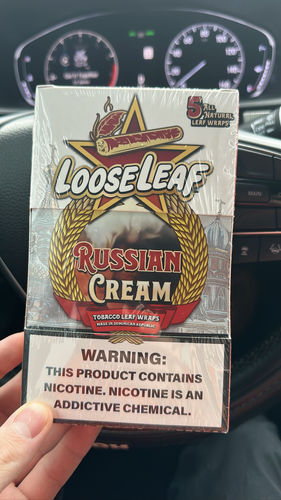 5 ALL
NATURAL
LEAF WRAPS
LOOSELEAF
RUSSIAN
CREAM
TOBACCO LEAF WRAPS
MADE IN DOMINICAN REPUBLIC
WARNING:
THIS PRODUCT CONTAINS
NICOTINE. NICOTINE IS AN
ADDICTIVE CHEMICAL.